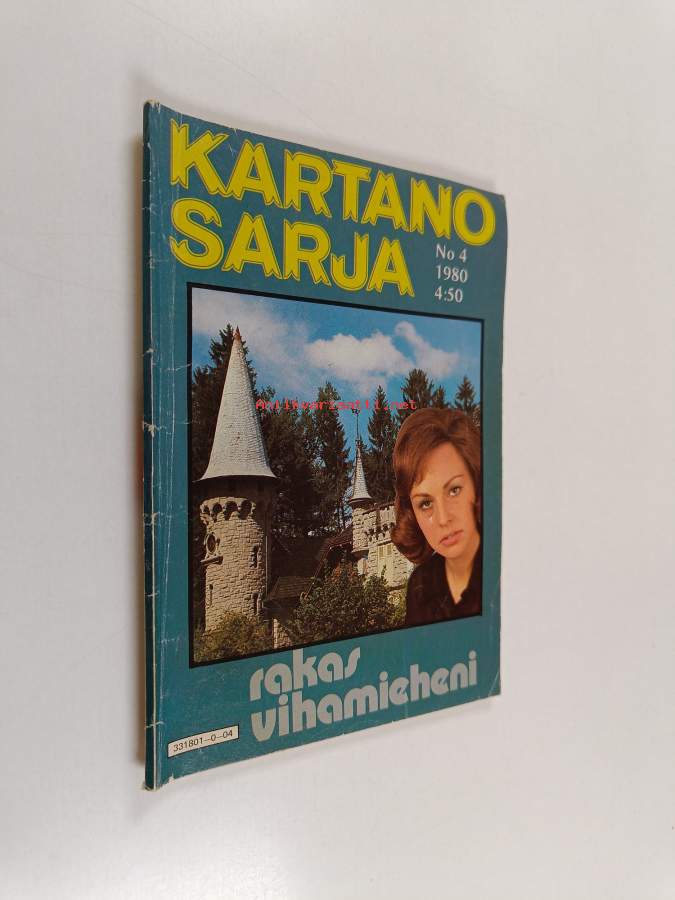 KARTANO
SARJA
No 4
1980
4:50
Antikvariaatti.net
rakas
vihamieheni
331801–0–04